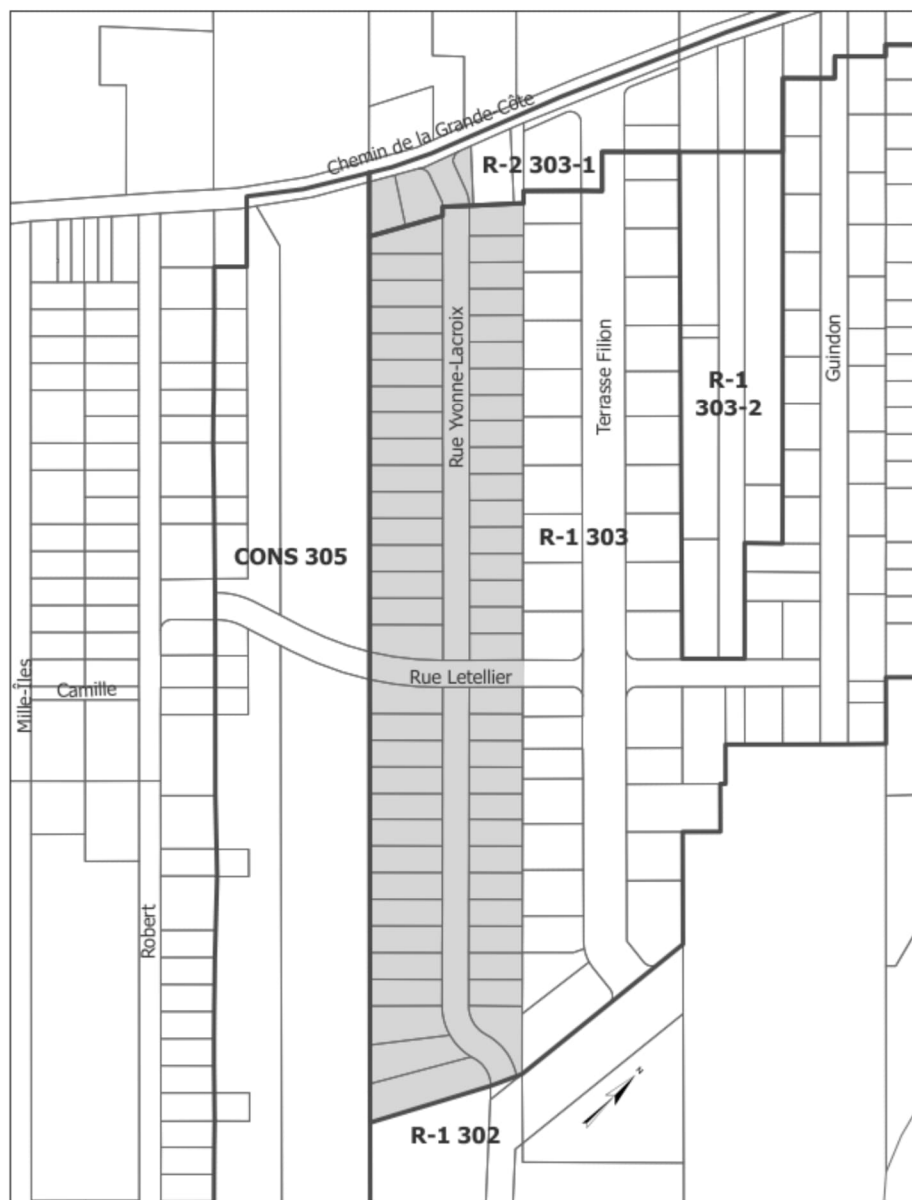 Chemin de la Grande-Côte
R-2 303-1
Rue Yvonne-Lacroix
Terrasse Filion
Guindon
R-1
303-2
R-1 303
CONS 305
Rue Letellier
Mille-Îles
Camille
Robert
N
R-1 302